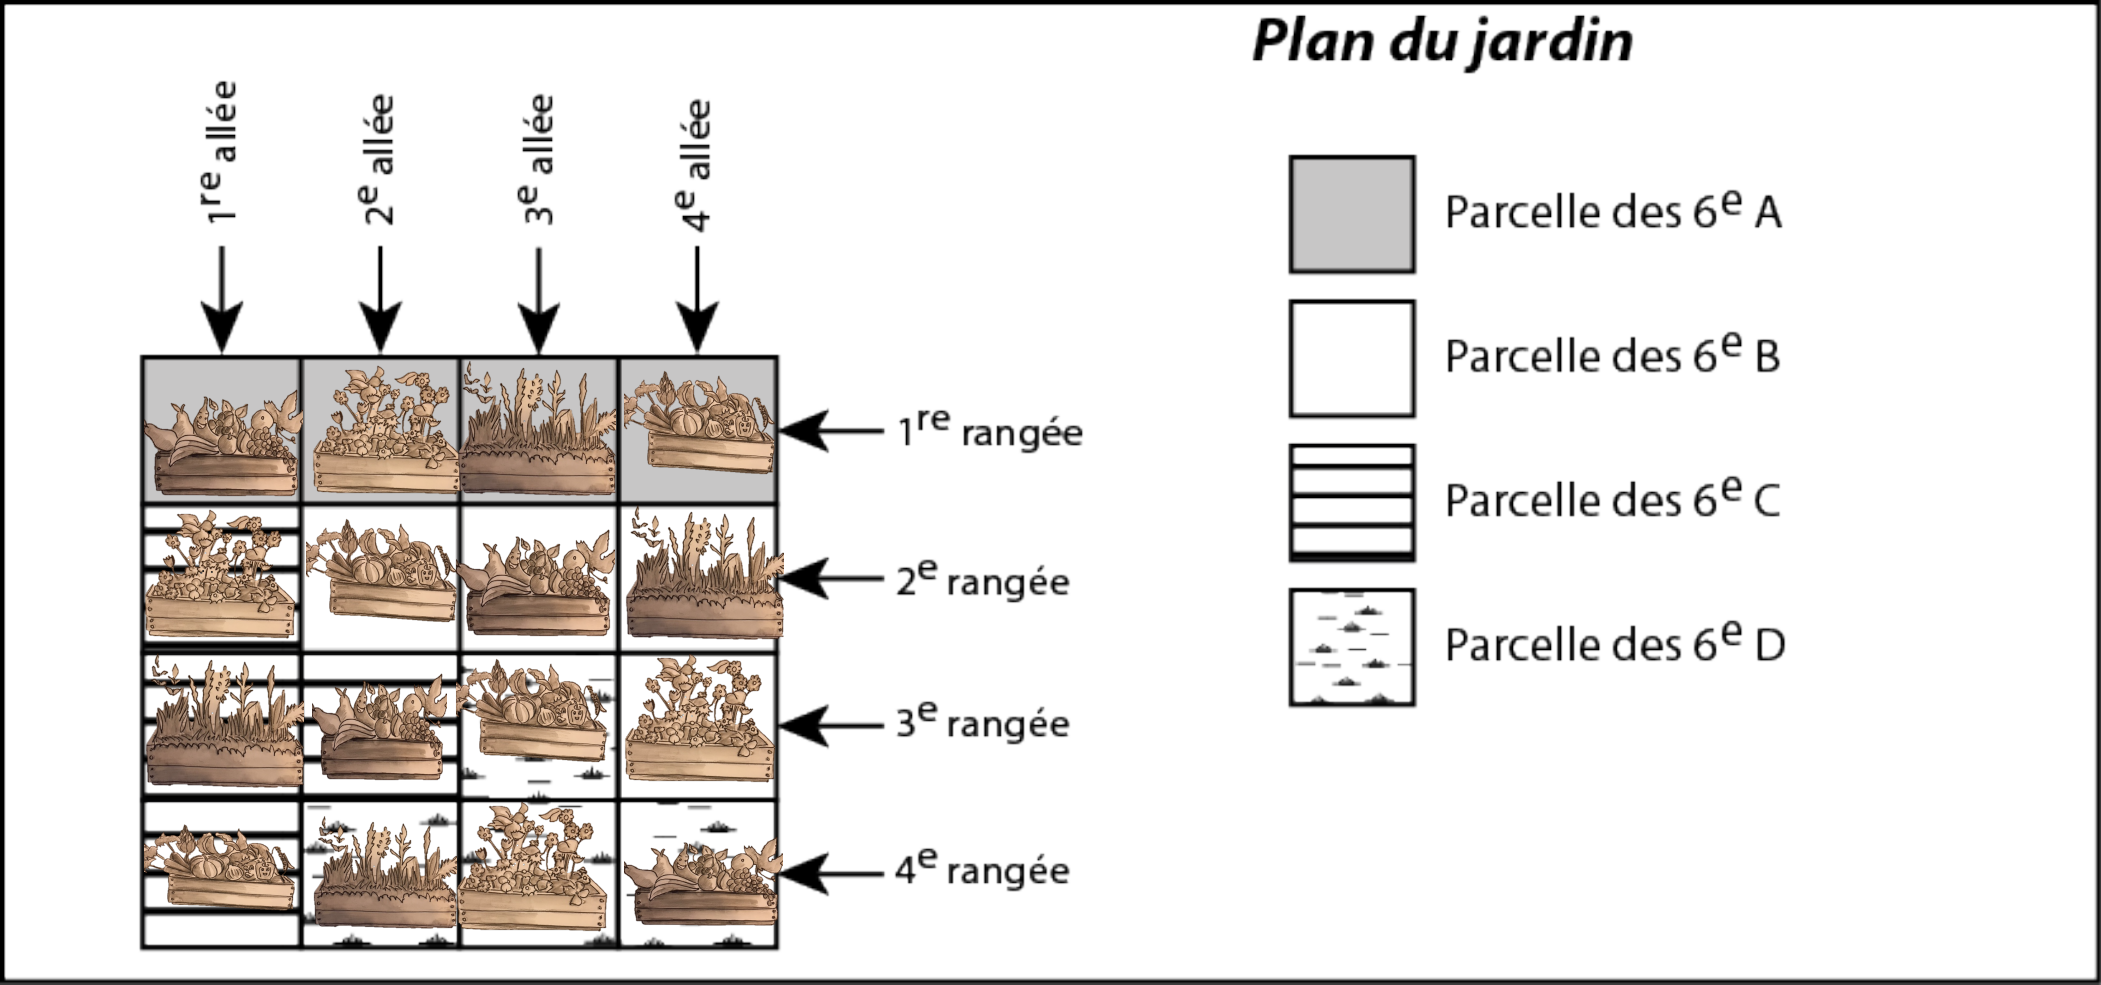 Plan du jardin
1re allée
2e allée
3e allée
4e allée
1re rangée
2e rangée
3e rangée
4e rangée
Parcelle des 6e A
Parcelle des 6e B
Parcelle des 6e C
Parcelle des 6e D